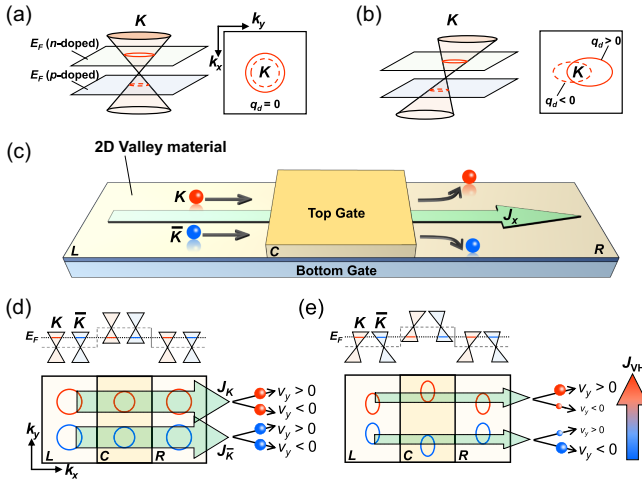 (a)
K
E_F (n-doped)
E_F (p-doped)
k_y
k_x
K
q_d = 0
(b)
K
q_d > 0
K
q_d < 0
(c)
2D Valley material
K
K̅
Top Gate
J_x
L
C
R
Bottom Gate
(d)
K K̅
E_F
J_K
v_y > 0
v_y < 0
v_y > 0
v_y < 0
J_K̅
k_y
k_x
L
C
R
(e)
K K̅
E_F
J_VH
v_y > 0
v_y < 0
v_y > 0
v_y < 0
L
C
R